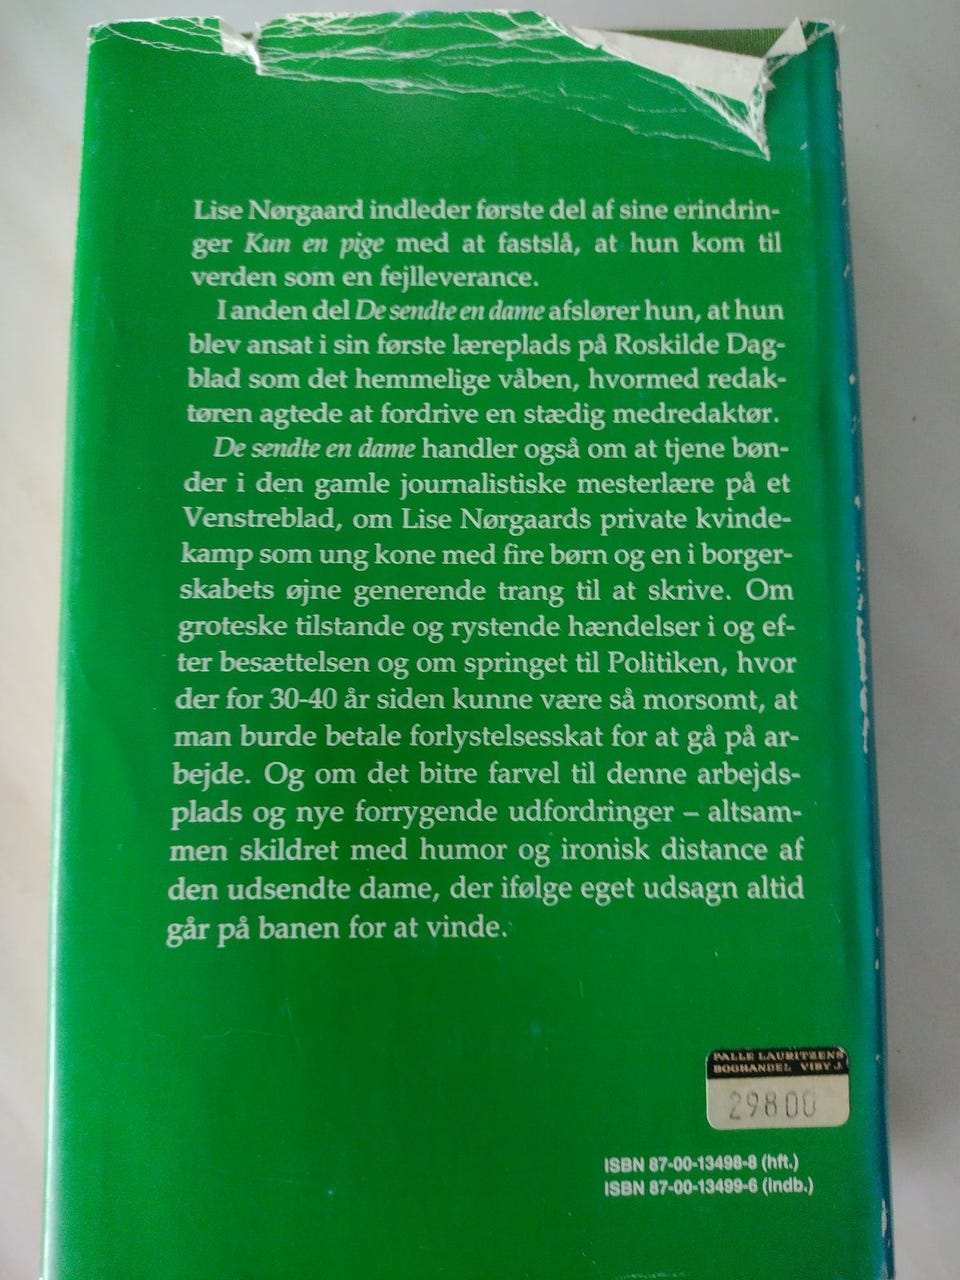 Lise Nørgaard indleder første del af sine erindrin-
ger Kun en pige med at fastslå, at hun kom til
verden som en fejlleverance.
I anden del De sendte en dame afslører hun, at hun
blev ansat i sin første læreplads på Roskilde Dag-
blad som det hemmelige våben, hvormed redak-
tøren agtede at fordrive en stædig medredaktør.
De sendte en dame handler også om at tjene bøn-
der i den gamle journalistiske mesterlære på et
Venstreblad, om Lise Nørgaards private kvinde-
kamp som ung kone med fire børn og en i borger-
skabets øjne generende trang til at skrive. Om
groteske tilstande og rystende hændelser i og ef-
ter besættelsen og om springet til Politiken, hvor
der for 30-40 år siden kunne være så morsomt, at
man burde betale forlystelsesskat for at gå på ar-
bejde. Og om det bitre farvel til denne arbejds-
plads og nye forrygende udfordringer – altsam-
men skildret med humor og ironisk distance af
den udsendte dame, der ifølge eget udsagn altid
går på banen for at vinde.
PALLE LAURITZENS
BOGHANDEL VIBY J.
29800
ISBN 87-00-13498-8 (hft.)
ISBN 87-00-13499-6 (indb.)